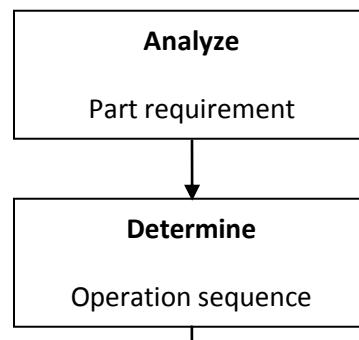 Analyze
Part requirement
Determine
Operation sequence